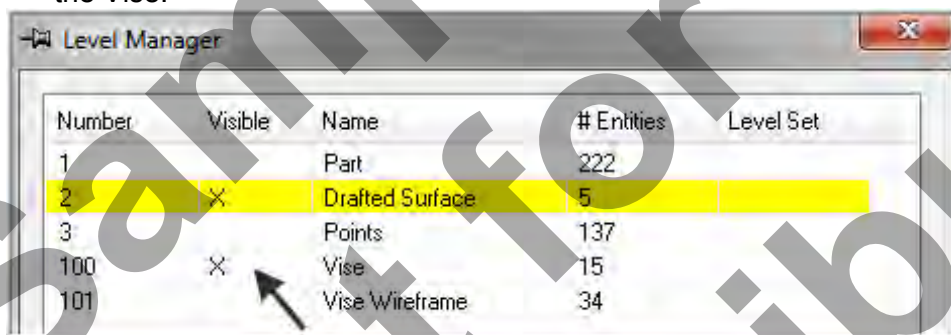 the Vise.
Level Manager
Number Visible Name # Entities Level Set
1 Part 222
2 X Drafted Surface 5
3 Points 137
100 X Vise 15
101 Vise Wireframe 34